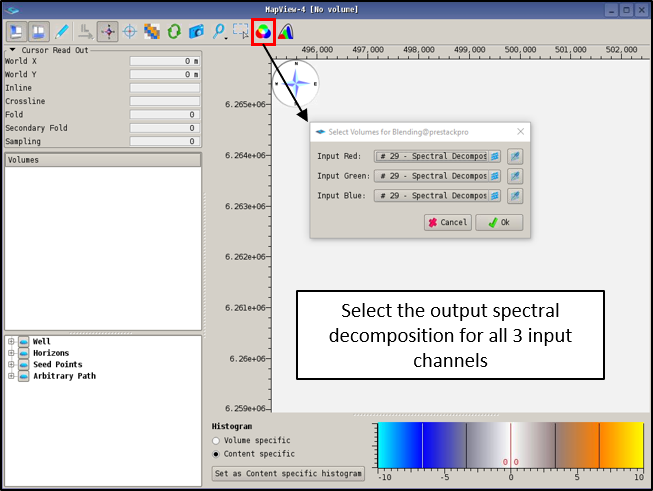 MapView-4 [No volume]
Cursor Read Out
World X 0 m
World Y 0 m
Inline
Crossline
Fold 0
Secondary Fold 0
Sampling 0
Volumes
Well
Horizons
Seed Points
Arbitrary Path
496,000 497,000 498,000 499,000 500,000 501,000 502,000
N
W E
S
6.265e+06
6.264e+06
6.263e+06
6.262e+06
6.261e+06
6.26e+06
6.259e+06
Select Volumes for Blending@prestackpro
Input Red: # 29 - Spectral Decompos
Input Green: # 29 - Spectral Decompos
Input Blue: # 29 - Spectral Decompos
Cancel Ok
Select the output spectral
decomposition for all 3 input
channels
Histogram
Volume specific
Content specific
Set as Content specific histogram
0 0
-10 -5 0 5 10